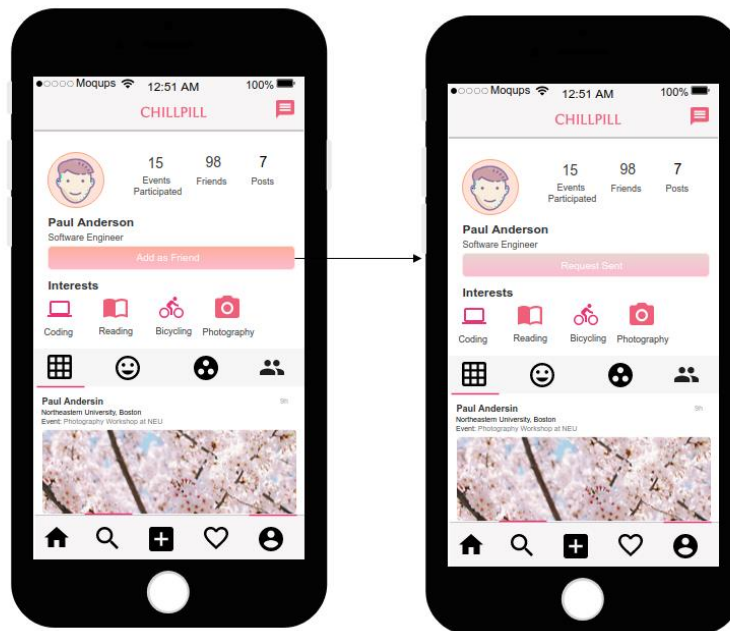 Moqups 12:51 AM 100%
CHILLPILL
15 98 7
Events Participated Friends Posts
Paul Anderson
Software Engineer
Add as Friend
Interests
Coding Reading Bicycling Photography
Paul Andersin 9h
Northeastern University, Boston
Event: Photography Workshop at NEU
Moqups 12:51 AM 100%
CHILLPILL
15 98 7
Events Participated Friends Posts
Paul Anderson
Software Engineer
Request Sent
Interests
Coding Reading Bicycling Photography
Paul Andersin 9h
Northeastern University, Boston
Event: Photography Workshop at NEU